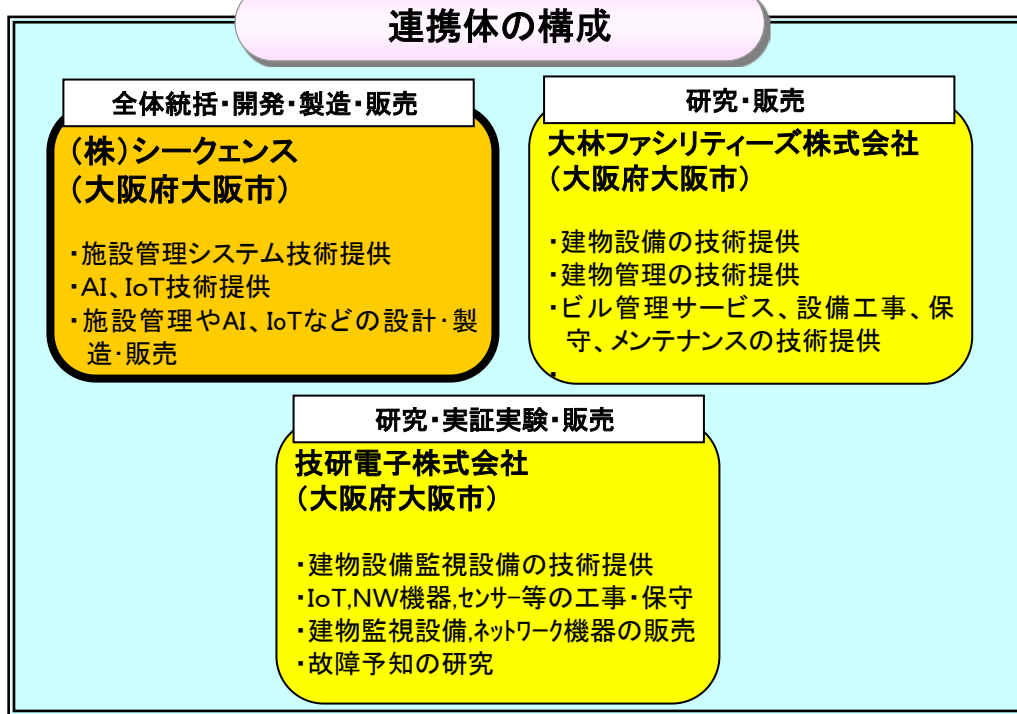 連携体の構成
全体統括・開発・製造・販売
(株)シークェンス
(大阪府大阪市)
・施設管理システム技術提供
・AI、IoT技術提供
・施設管理やAI、IoTなどの設計・製
造・販売
研究・販売
大林ファシリティーズ株式会社
(大阪府大阪市)
・建物設備の技術提供
・建物管理の技術提供
・ビル管理サービス、設備工事、保
守、メンテナンスの技術提供
・
研究・実証実験・販売
技研電子株式会社
(大阪府大阪市)
・建物設備監視設備の技術提供
・IoT,NW機器,センサー等の工事・保守
・建物監視設備,ネットワーク機器の販売
・故障予知の研究